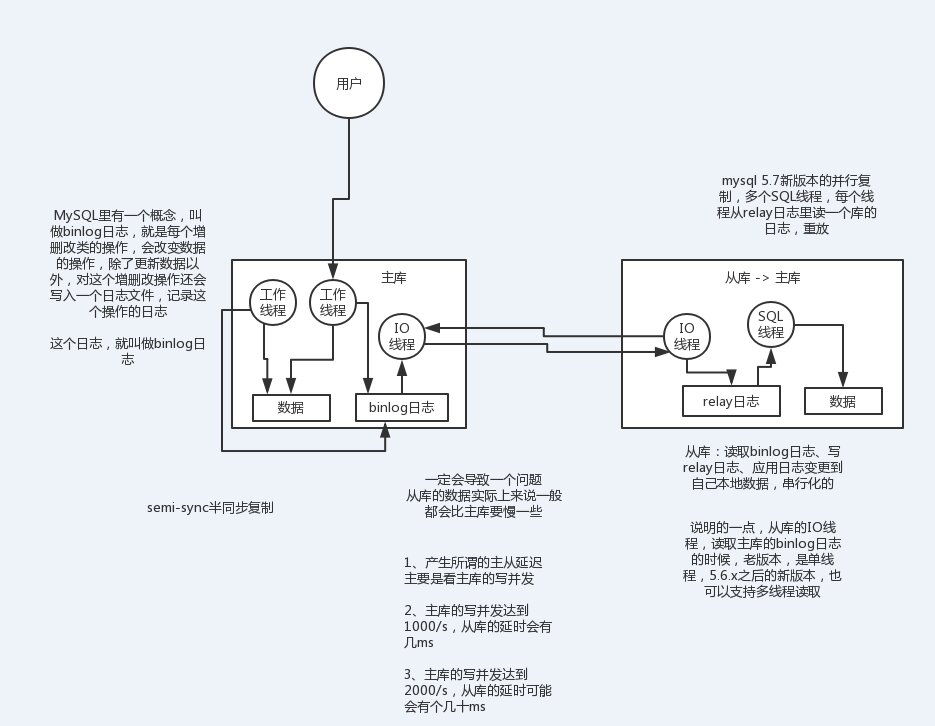 用户
MySQL里有一个概念，叫
做binlog日志，就是每个增
删改类的操作，会改变数据
的操作，除了更新数据以
外，对这个增删改操作还会
写入一个日志文件，记录这
个操作的日志
这个日志，就叫做binlog日
志
主库
工作
线程
工作
线程
IO
线程
数据
binlog日志
mysql 5.7新版本的并行复
制，多个SQL线程，每个线
程从relay日志里读一个库的
日志，重放
从库 -> 主库
IO
线程
SQL
线程
relay日志
数据
semi-sync半同步复制
一定会导致一个问题
从库的数据实际上来说一般
都会比主库要慢一些
1、产生所谓的主从延迟
主要是看主库的写并发
2、主库的写并发达到
1000/s，从库的延时会有
几ms
3、主库的写并发达到
2000/s，从库的延时可能
会有个几十ms
从库：读取binlog日志、写
relay日志、应用日志变更到
自己本地数据，串行化的
说明的一点，从库的IO线
程，读取主库的binlog日志
的时候，老版本，是单线
程，5.6.x之后的新版本，也
可以支持多线程读取